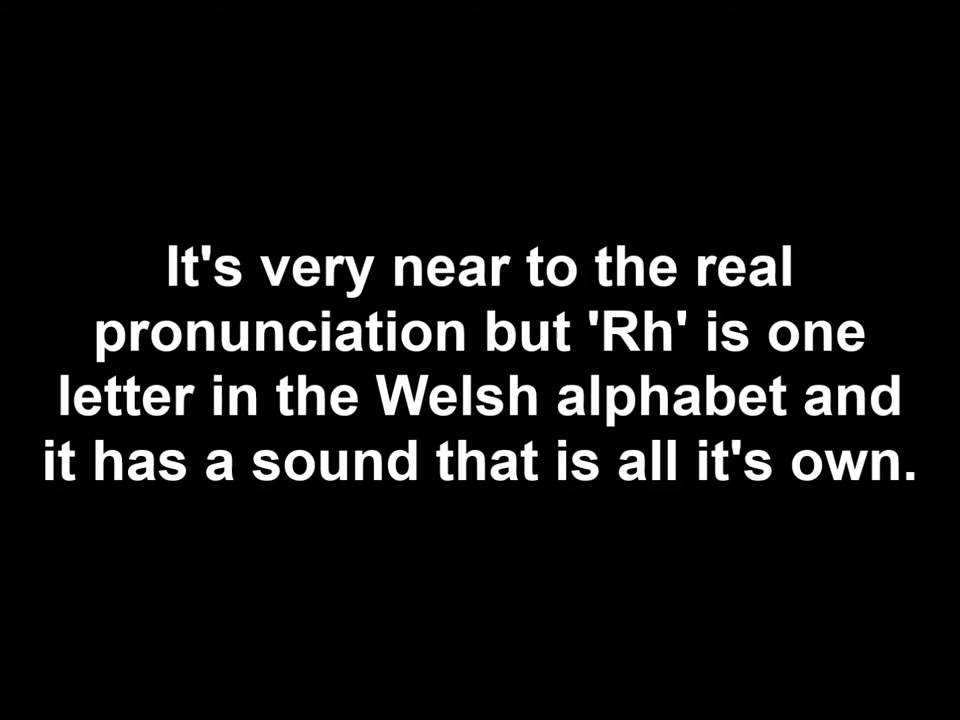 It's very near to the real
pronunciation but 'Rh' is one
letter in the Welsh alphabet and
it has a sound that is all it's own.